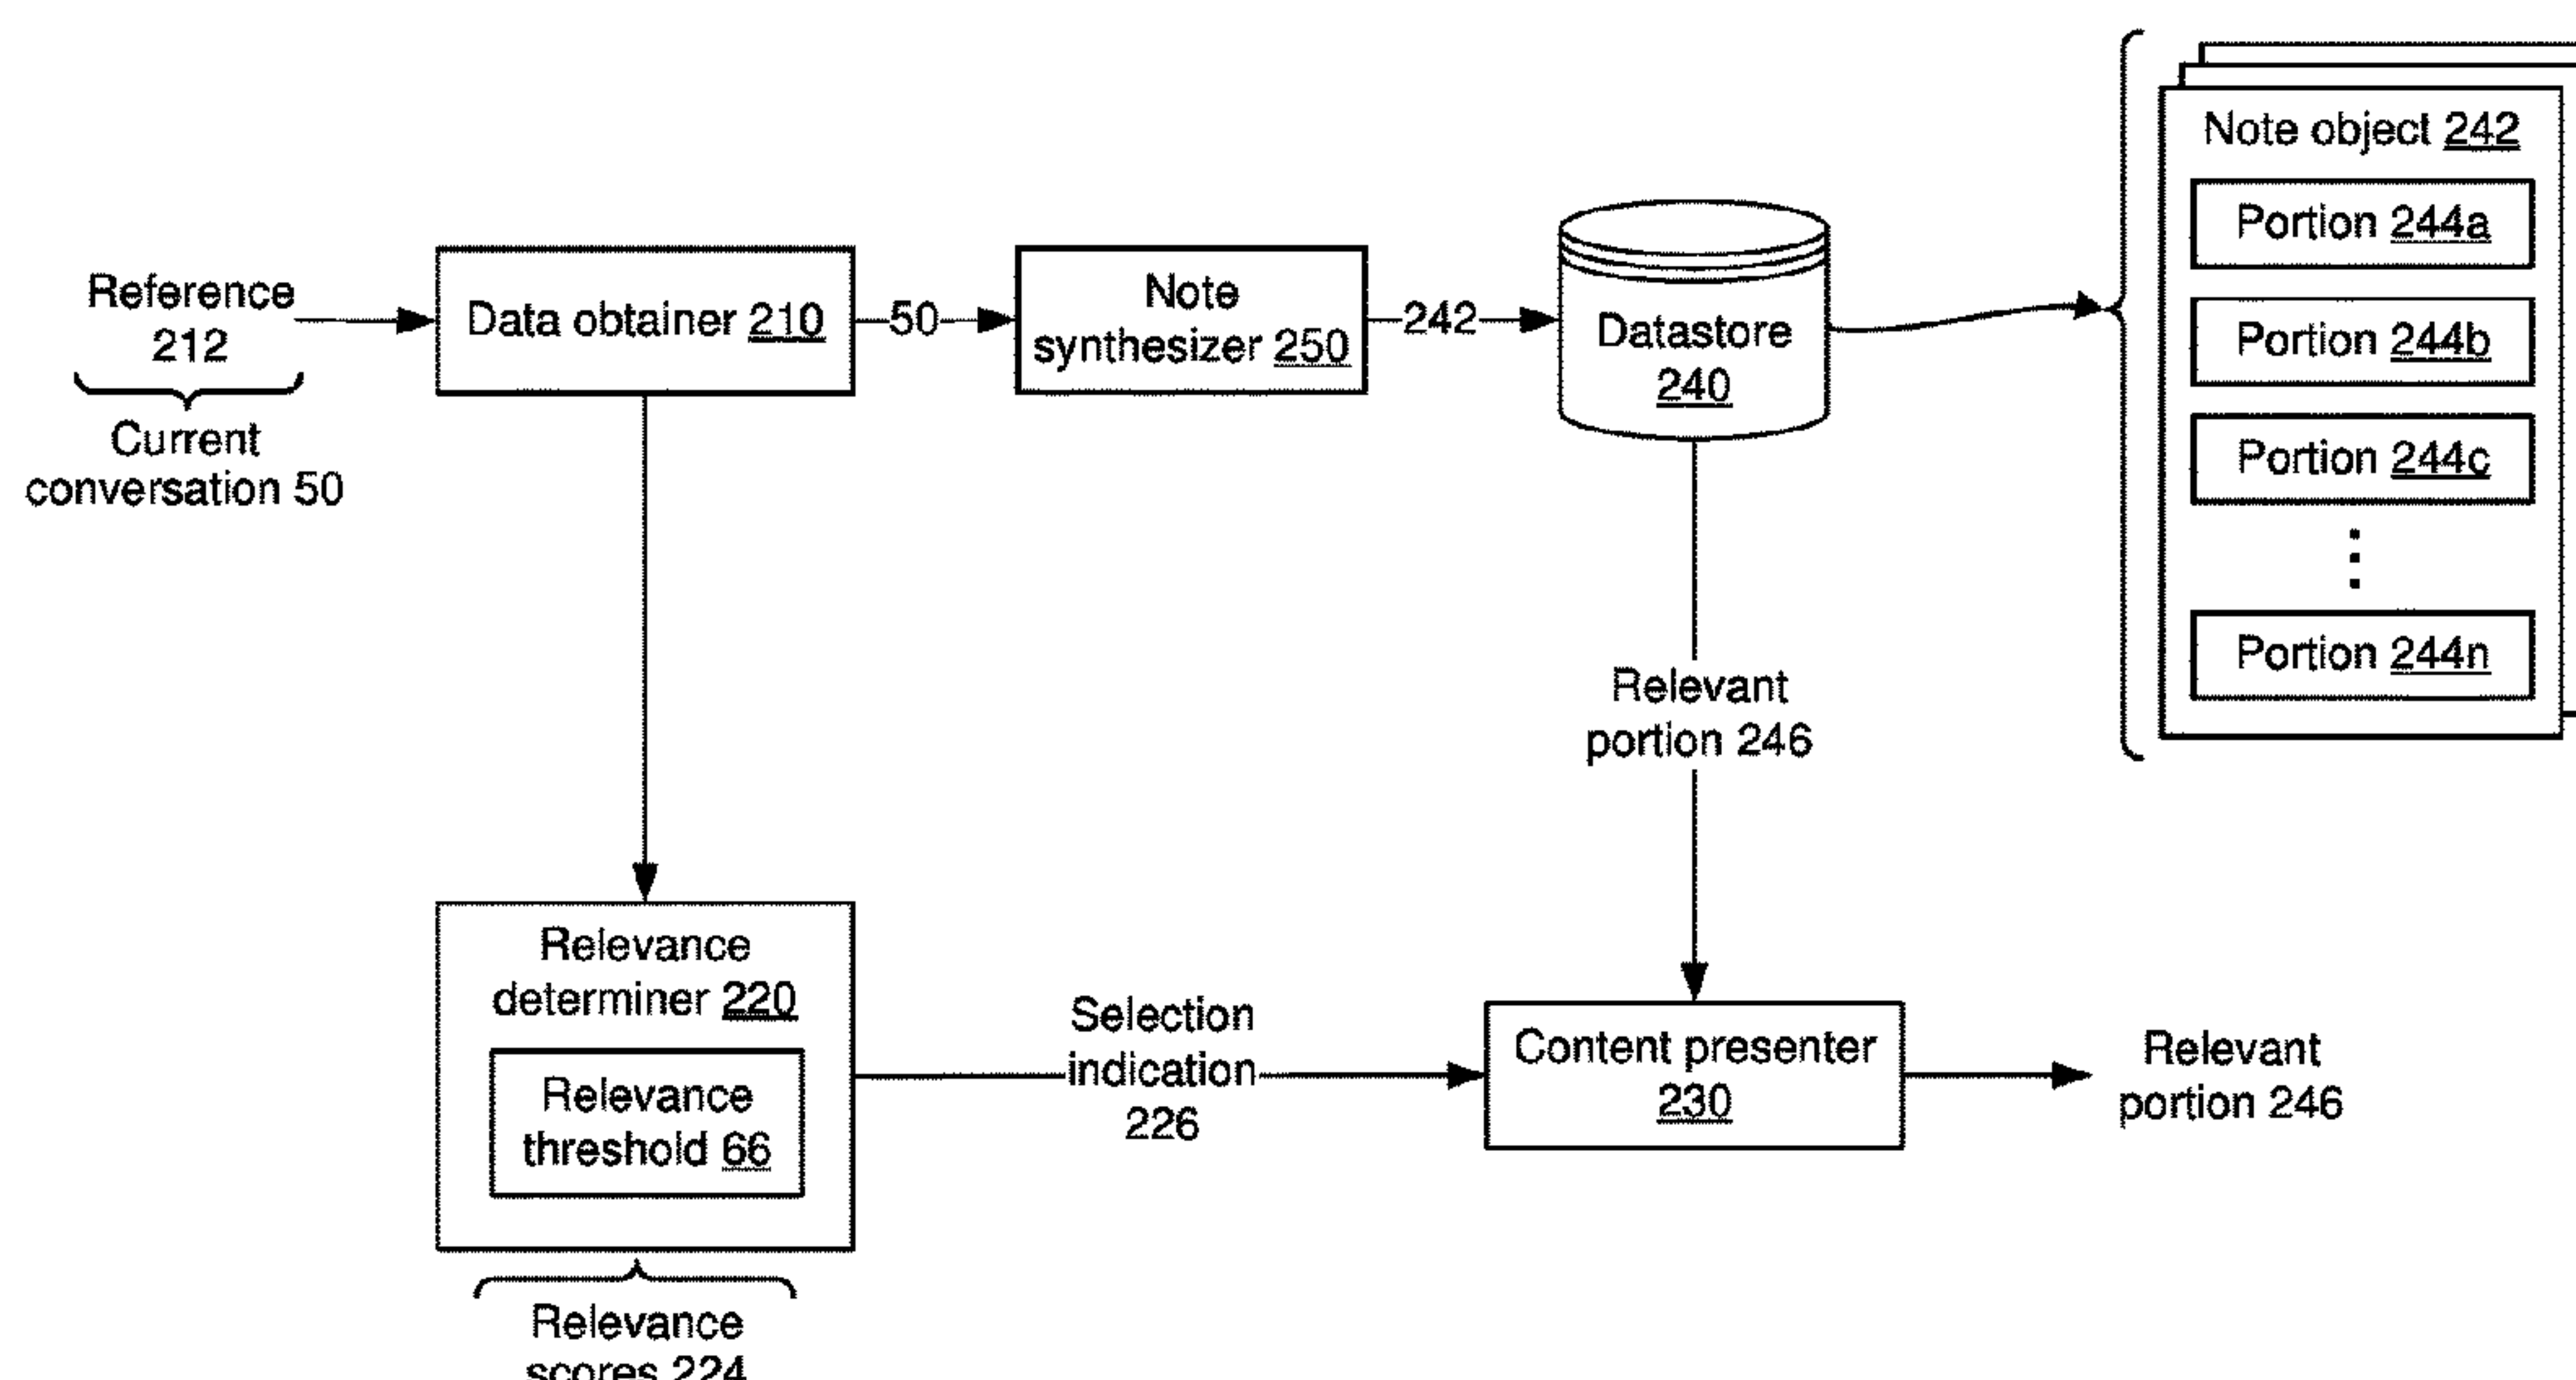 Reference
212
Current
conversation 50
Data obtainer 210
50
Note
synthesizer 250
242
Datastore
240
Note object 242
Portion 244a
Portion 244b
Portion 244c
Portion 244n
Relevant
portion 246
Relevance
determiner 220
Relevance
threshold 66
Relevance
scores 224
Selection
indication
226
Content presenter
230
Relevant
portion 246